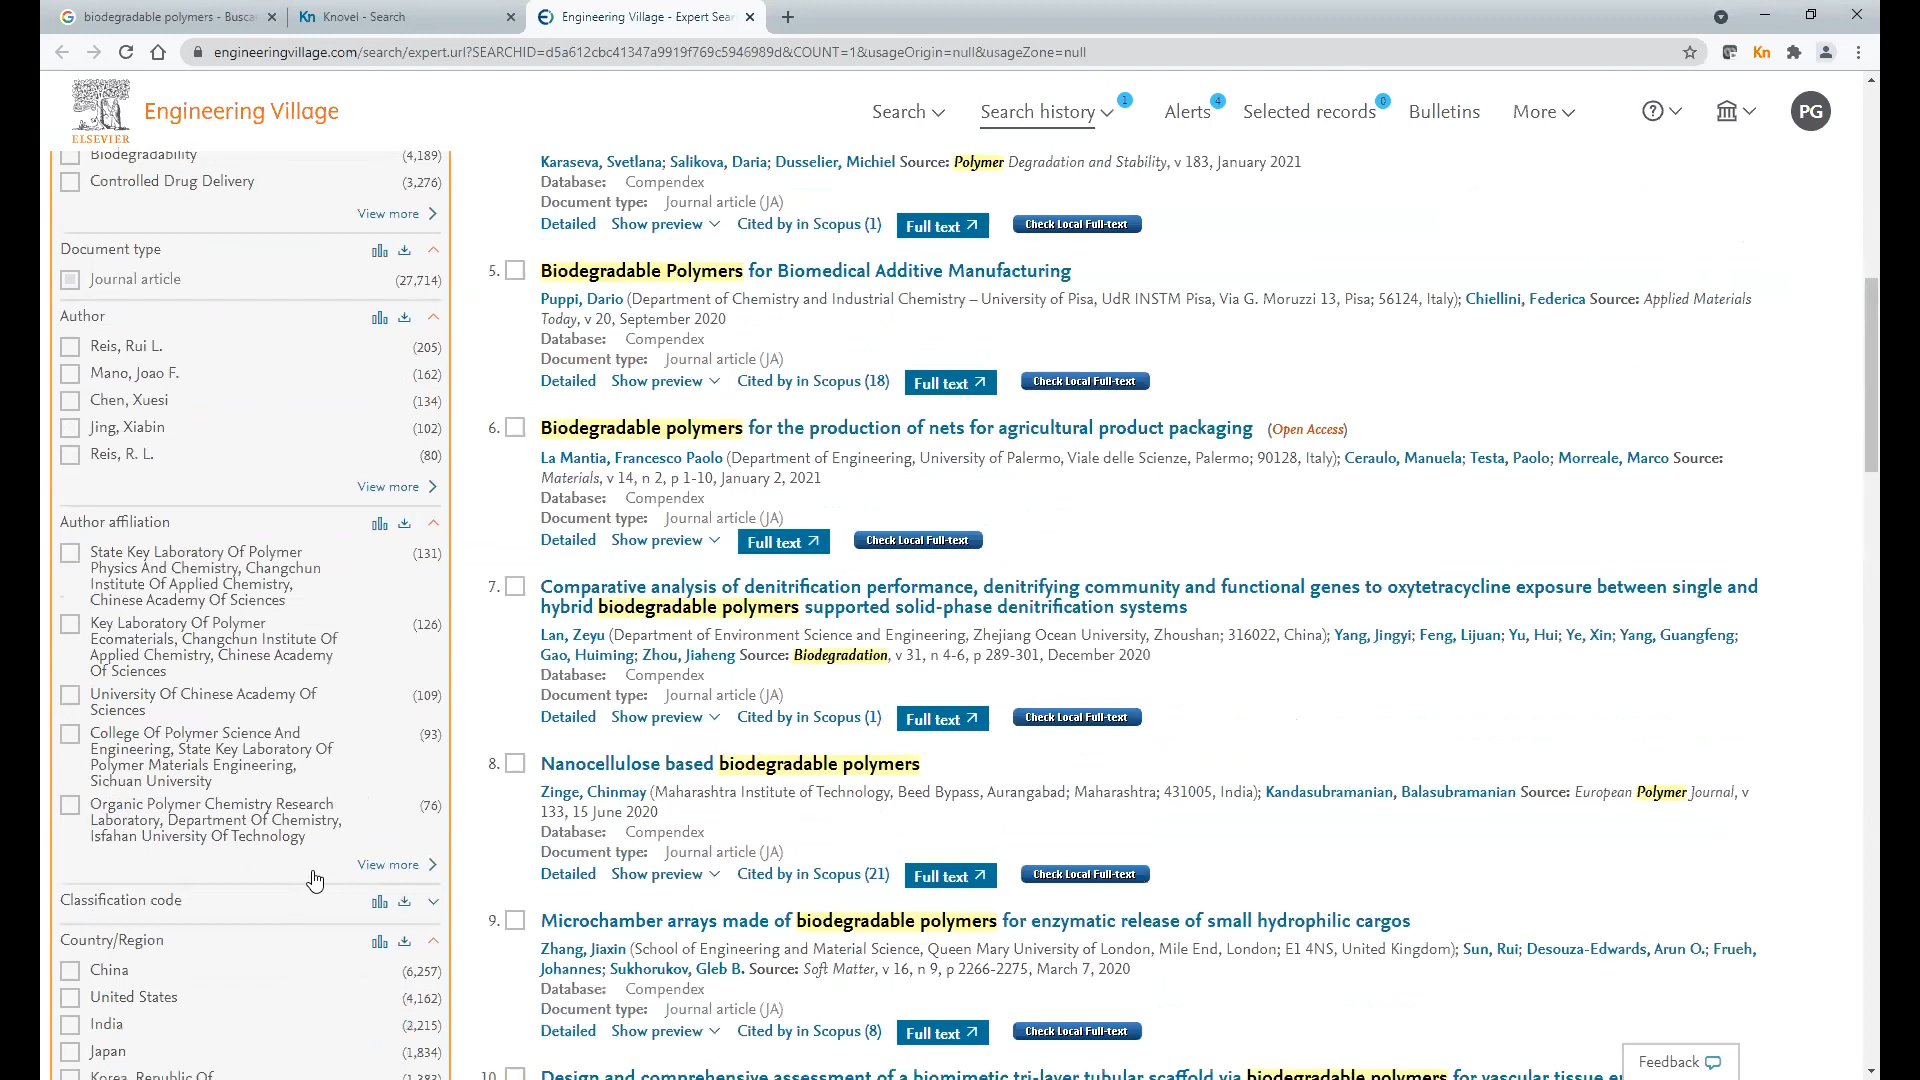 biodegradable polymers - Busca
Knovel - Search
Engineering Village - Expert Sear
engineeringvillage.com/search/expert.url?SEARCHID=d5a612cbc41347a9919f769c5946989d&COUNT=1&usageOrigin=null&usageZone=null
Kn
ELSEVIER
Engineering Village
Search
Search history 1
Alerts 4
Selected records 0
Bulletins
More
PG
Biodegradability (4,189)
Controlled Drug Delivery (3,276)
View more
Document type
Journal article (27,714)
Author
Reis, Rui L. (205)
Mano, Joao F. (162)
Chen, Xuesi (134)
Jing, Xiabin (102)
Reis, R. L. (80)
View more
Author affiliation
State Key Laboratory Of Polymer (131)
Physics And Chemistry, Changchun
Institute Of Applied Chemistry,
Chinese Academy Of Sciences
Key Laboratory Of Polymer (126)
Ecomaterials, Changchun Institute Of
Applied Chemistry, Chinese Academy
Of Sciences
University Of Chinese Academy Of (109)
Sciences
College Of Polymer Science And (93)
Engineering, State Key Laboratory Of
Polymer Materials Engineering,
Sichuan University
Organic Polymer Chemistry Research (76)
Laboratory, Department Of Chemistry,
Isfahan University Of Technology
View more
Classification code
Country/Region
China (6,257)
United States (4,162)
India (2,215)
Japan (1,834)
Korea, Republic Of (1,383)
Karaseva, Svetlana; Salikova, Daria; Dusselier, Michiel Source: Polymer Degradation and Stability, v 183, January 2021
Database: Compendex
Document type: Journal article (JA)
Detailed Show preview Cited by in Scopus (1) Full text Check Local Full-text
5. Biodegradable Polymers for Biomedical Additive Manufacturing
Puppi, Dario (Department of Chemistry and Industrial Chemistry – University of Pisa, UdR INSTM Pisa, Via G. Moruzzi 13, Pisa; 56124, Italy); Chiellini, Federica Source: Applied Materials
Today, v 20, September 2020
Database: Compendex
Document type: Journal article (JA)
Detailed Show preview Cited by in Scopus (18) Full text Check Local Full-text
6. Biodegradable polymers for the production of nets for agricultural product packaging (Open Access)
La Mantia, Francesco Paolo (Department of Engineering, University of Palermo, Viale delle Scienze, Palermo; 90128, Italy); Ceraulo, Manuela; Testa, Paolo; Morreale, Marco Source:
Materials, v 14, n 2, p 1-10, January 2, 2021
Database: Compendex
Document type: Journal article (JA)
Detailed Show preview Full text Check Local Full-text
7. Comparative analysis of denitrification performance, denitrifying community and functional genes to oxytetracycline exposure between single and
hybrid biodegradable polymers supported solid-phase denitrification systems
Lan, Zeyu (Department of Environment Science and Engineering, Zhejiang Ocean University, Zhoushan; 316022, China); Yang, Jingyi; Feng, Lijuan; Yu, Hui; Ye, Xin; Yang, Guangfeng;
Gao, Huiming; Zhou, Jiaheng Source: Biodegradation, v 31, n 4-6, p 289-301, December 2020
Database: Compendex
Document type: Journal article (JA)
Detailed Show preview Cited by in Scopus (1) Full text Check Local Full-text
8. Nanocellulose based biodegradable polymers
Zinge, Chinmay (Maharashtra Institute of Technology, Beed Bypass, Aurangabad; Maharashtra; 431005, India); Kandasubramanian, Balasubramanian Source: European Polymer Journal, v
133, 15 June 2020
Database: Compendex
Document type: Journal article (JA)
Detailed Show preview Cited by in Scopus (21) Full text Check Local Full-text
9. Microchamber arrays made of biodegradable polymers for enzymatic release of small hydrophilic cargos
Zhang, Jiaxin (School of Engineering and Material Science, Queen Mary University of London, Mile End, London; E1 4NS, United Kingdom); Sun, Rui; Desouza-Edwards, Arun O.; Frueh,
Johannes; Sukhorukov, Gleb B. Source: Soft Matter, v 16, n 9, p 2266-2275, March 7, 2020
Database: Compendex
Document type: Journal article (JA)
Detailed Show preview Cited by in Scopus (8) Full text Check Local Full-text
10. Design and comprehensive assessment of a biomimetic tri-layer tubular scaffold via biodegradable polymers for vascular tissue e
Feedback